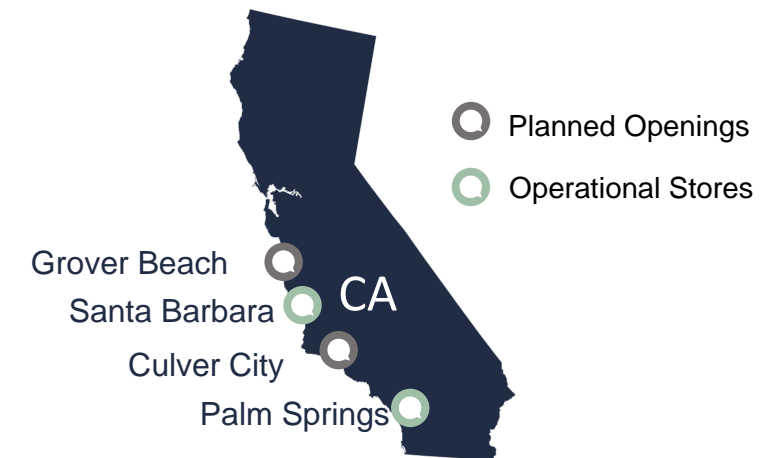 Planned Openings
Operational Stores
Grover Beach
Santa Barbara
CA
Culver City
Palm Springs